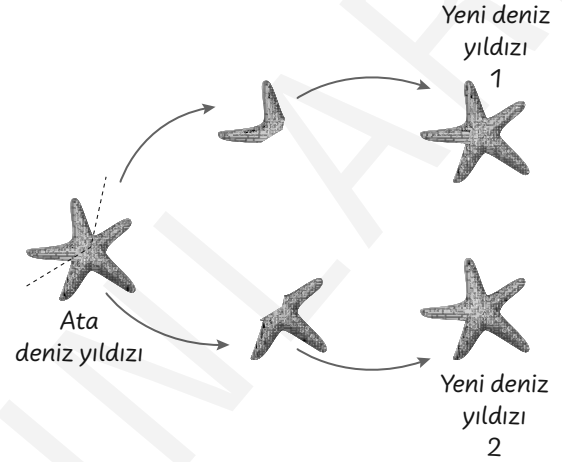 Yeni deniz
yıldızı
1
Ata
deniz yıldızı
Yeni deniz
yıldızı
2